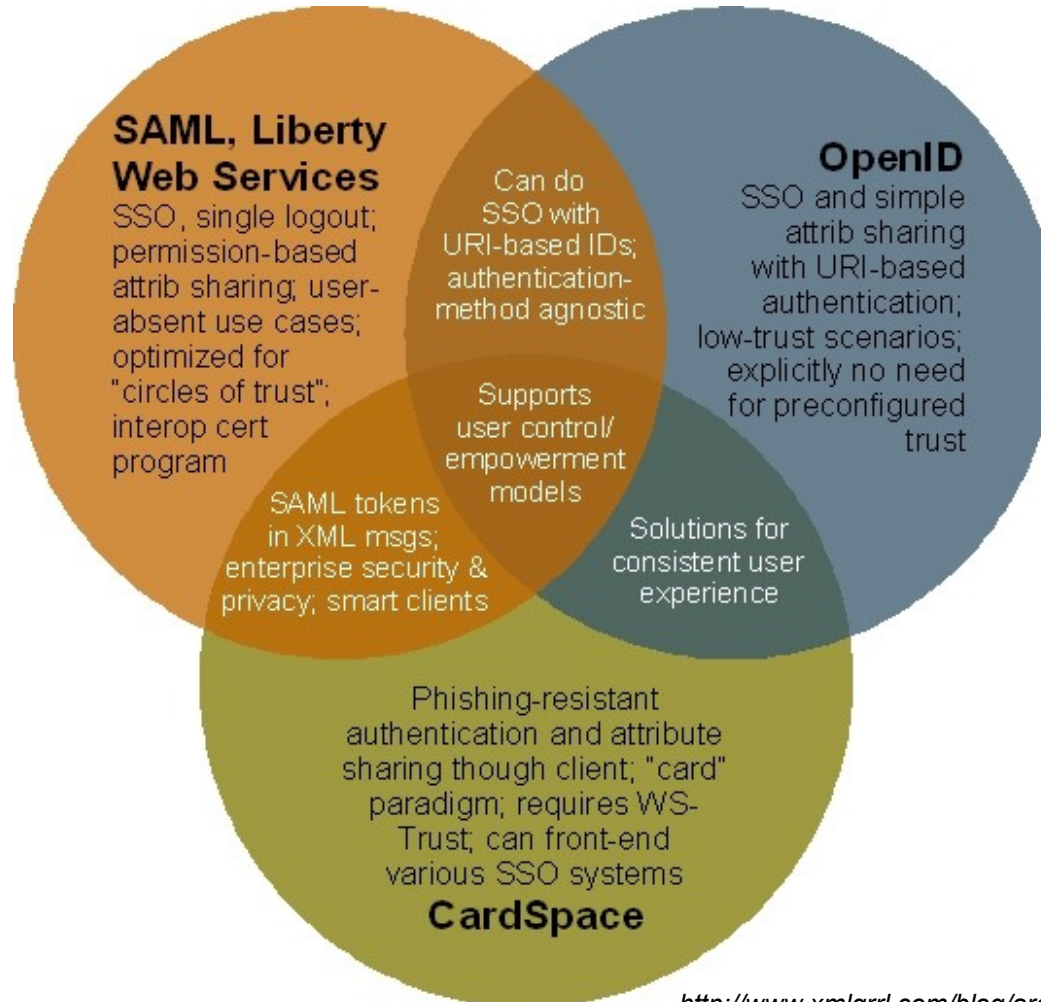 SAML, Liberty
Web Services
SSO, single logout;
permission-based
attrib sharing; user-
absent use cases;
optimized for
"circles of trust";
interop cert
program
Can do
SSO with
URI-based IDs;
authentication-
method agnostic
OpenID
SSO and simple
attrib sharing
with URI-based
authentication;
low-trust scenarios;
explicitly no need
for preconfigured
trust
Supports
user control/
empowerment
models
SAML tokens
in XML msgs;
enterprise security &
privacy; smart clients
Solutions for
consistent user
experience
Phishing-resistant
authentication and attribute
sharing though client; "card"
paradigm; requires WS-
Trust; can front-end
various SSO systems
CardSpace